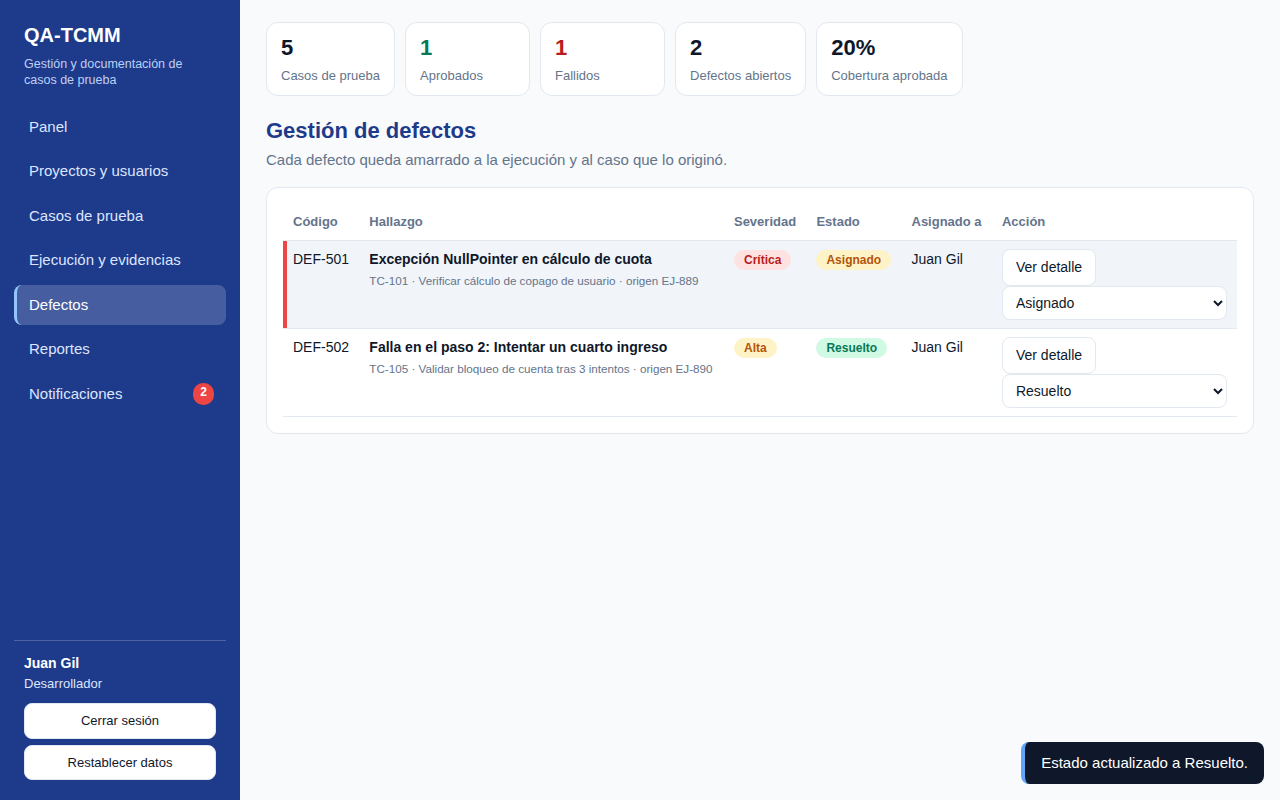 QA-TCMM
Gestión y documentación de
casos de prueba
Panel
Proyectos y usuarios
Casos de prueba
Ejecución y evidencias
Defectos
Reportes
Notificaciones 2
Juan Gil
Desarrollador
Cerrar sesión
Restablecer datos
5 1 1 2 20%
Casos de prueba Aprobados Fallidos Defectos abiertos Cobertura aprobada
Gestión de defectos
Cada defecto queda amarrado a la ejecución y al caso que lo originó.
Código Hallazgo Severidad Estado Asignado a Acción
DEF-501 Excepción NullPointer en cálculo de cuota Crítica Asignado Juan Gil Ver detalle
TC-101 · Verificar cálculo de copago de usuario · origen EJ-889
Asignado
DEF-502 Falla en el paso 2: Intentar un cuarto ingreso Alta Resuelto Juan Gil Ver detalle
TC-105 · Validar bloqueo de cuenta tras 3 intentos · origen EJ-890
Resuelto
Estado actualizado a Resuelto.